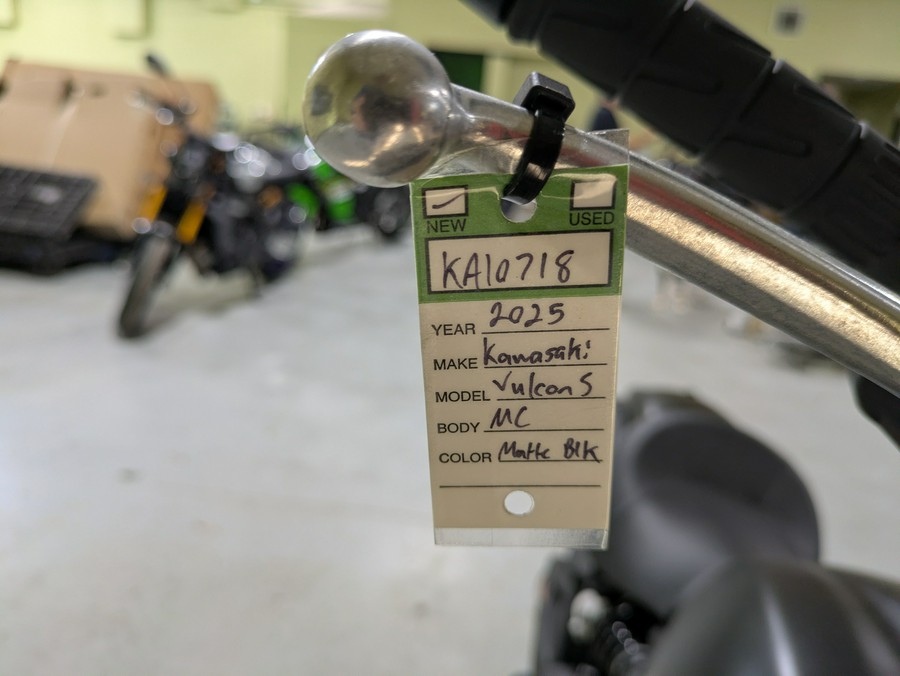 NEW USED
KA10718
YEAR 2025
MAKE Kawasaki
MODEL Vulcan S
BODY MC
COLOR Matte Blk